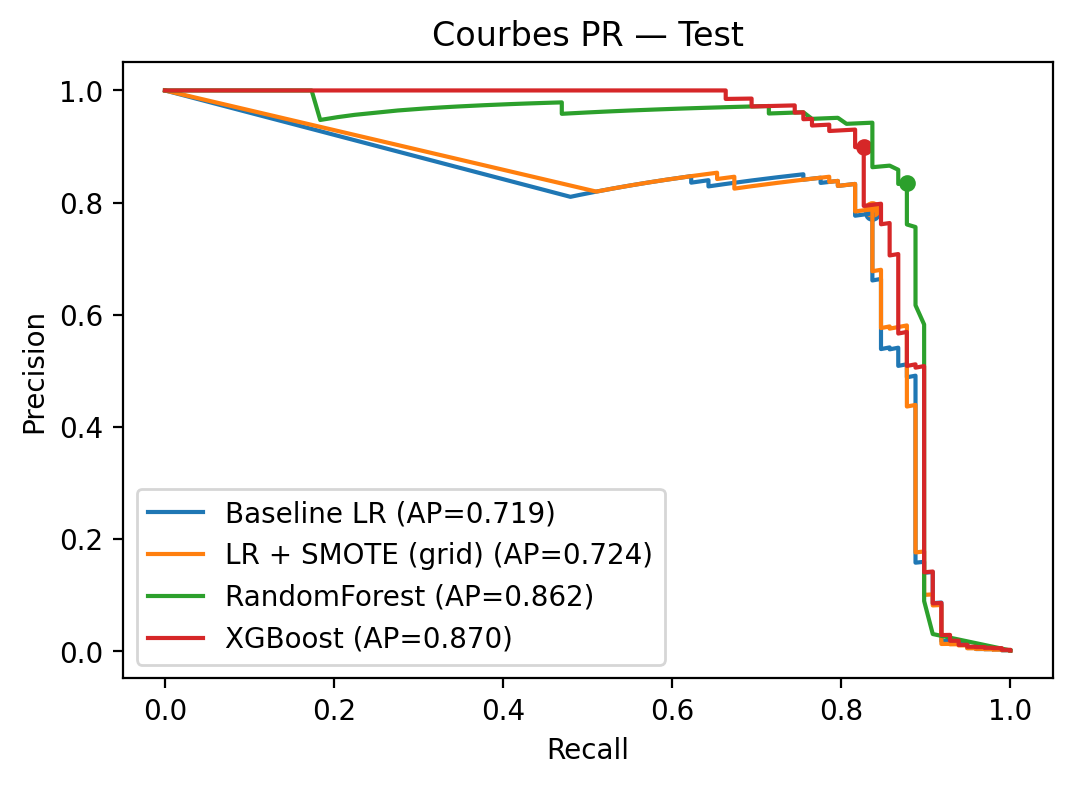 Courbes PR — Test
Precision
1.0
0.8
0.6
0.4
0.2
0.0
Baseline LR (AP=0.719)
LR + SMOTE (grid) (AP=0.724)
RandomForest (AP=0.862)
XGBoost (AP=0.870)
0.0 0.2 0.4 0.6 0.8 1.0
Recall